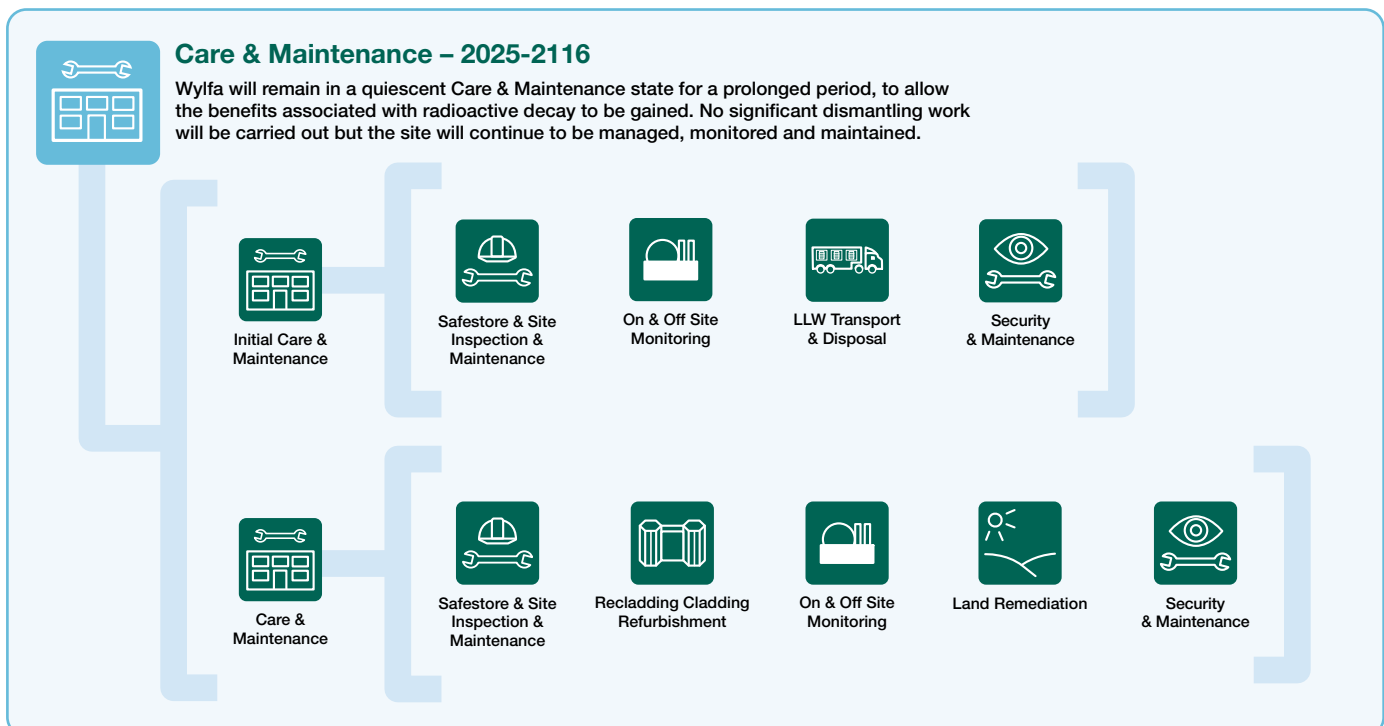 Care & Maintenance – 2025-2116
Wylfa will remain in a quiescent Care & Maintenance state for a prolonged period, to allow
the benefits associated with radioactive decay to be gained. No significant dismantling work
will be carried out but the site will continue to be managed, monitored and maintained.
Initial Care &
Maintenance
Safestore & Site
Inspection &
Maintenance
On & Off Site
Monitoring
LLW Transport
& Disposal
Security
& Maintenance
Care &
Maintenance
Safestore & Site
Inspection &
Maintenance
Recladding Cladding
Refurbishment
On & Off Site
Monitoring
Land Remediation
Security
& Maintenance